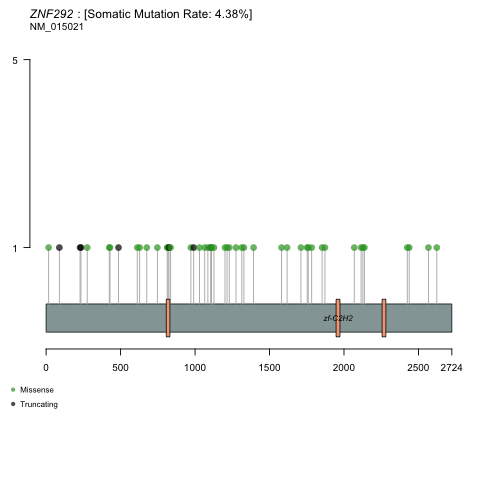 ZNF292 : [Somatic Mutation Rate: 4.38%]
NM_015021
5
1
zf-C2H2
0 500 1000 1500 2000 2500 2724
Missense
Truncating